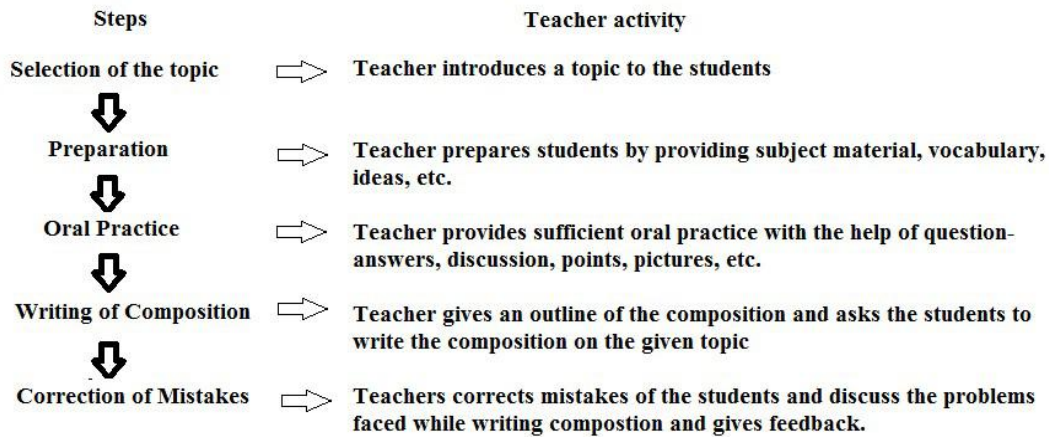 Steps Teacher activity
Selection of the topic Teacher introduces a topic to the students
Preparation Teacher prepares students by providing subject material, vocabulary,
ideas, etc.
Oral Practice Teacher provides sufficient oral practice with the help of question-
answers, discussion, points, pictures, etc.
Writing of Composition Teacher gives an outline of the composition and asks the students to
write the composition on the given topic
Correction of Mistakes Teachers corrects mistakes of the students and discuss the problems
faced while writing compostion and gives feedback.